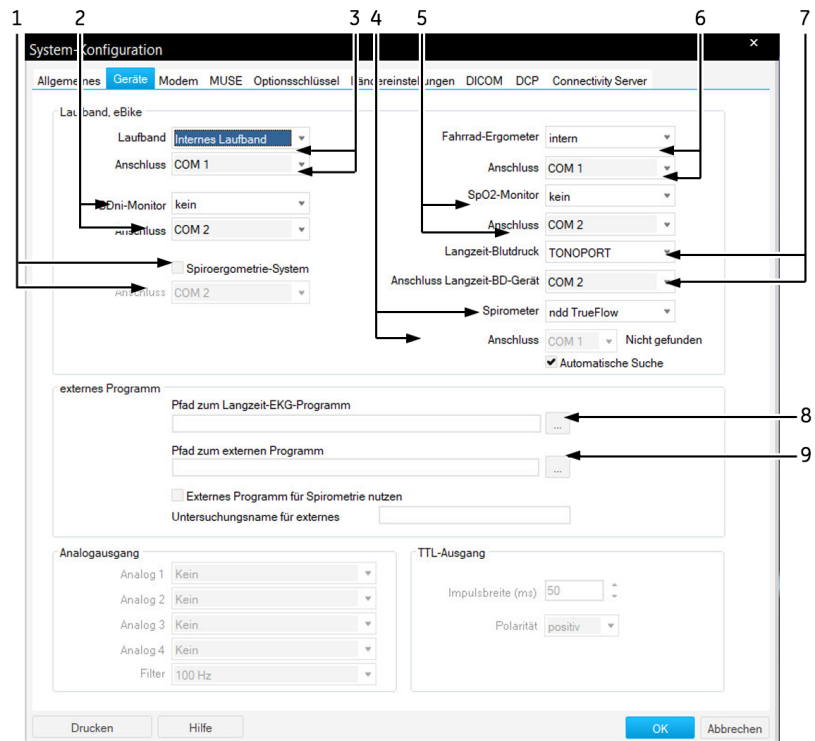 1 2 3 4 5 6 7
System-Konfiguration ×
Allgemeines Geräte Modem MUSE Optionsschlüssel Ländereinstellungen DICOM DCP Connectivity Server
Laufband, eBike
Laufband Internes Laufband
Fahrrad-Ergometer intern
Anschluss COM 1
Anschluss COM 1
BDni-Monitor kein
SpO2-Monitor kein
Anschluss COM 2
Anschluss COM 2
Langzeit-Blutdruck TONOPORT
Spiroergometrie-System
Anschluss Langzeit-BD-Gerät COM 2
Anschluss COM 2
Spirometer ndd TrueFlow
Anschluss COM 1 Nicht gefunden
Automatische Suche
externes Programm
Pfad zum Langzeit-EKG-Programm
... 8
Pfad zum externen Programm
... 9
Externes Programm für Spirometrie nutzen
Untersuchungsname für externes
Analogausgang
TTL-Ausgang
Analog 1 Kein
Impulsbreite (ms) 50
Analog 2 Kein
Analog 3 Kein
Polarität positiv
Analog 4 Kein
Filter 100 Hz
Drucken Hilfe OK Abbrechen